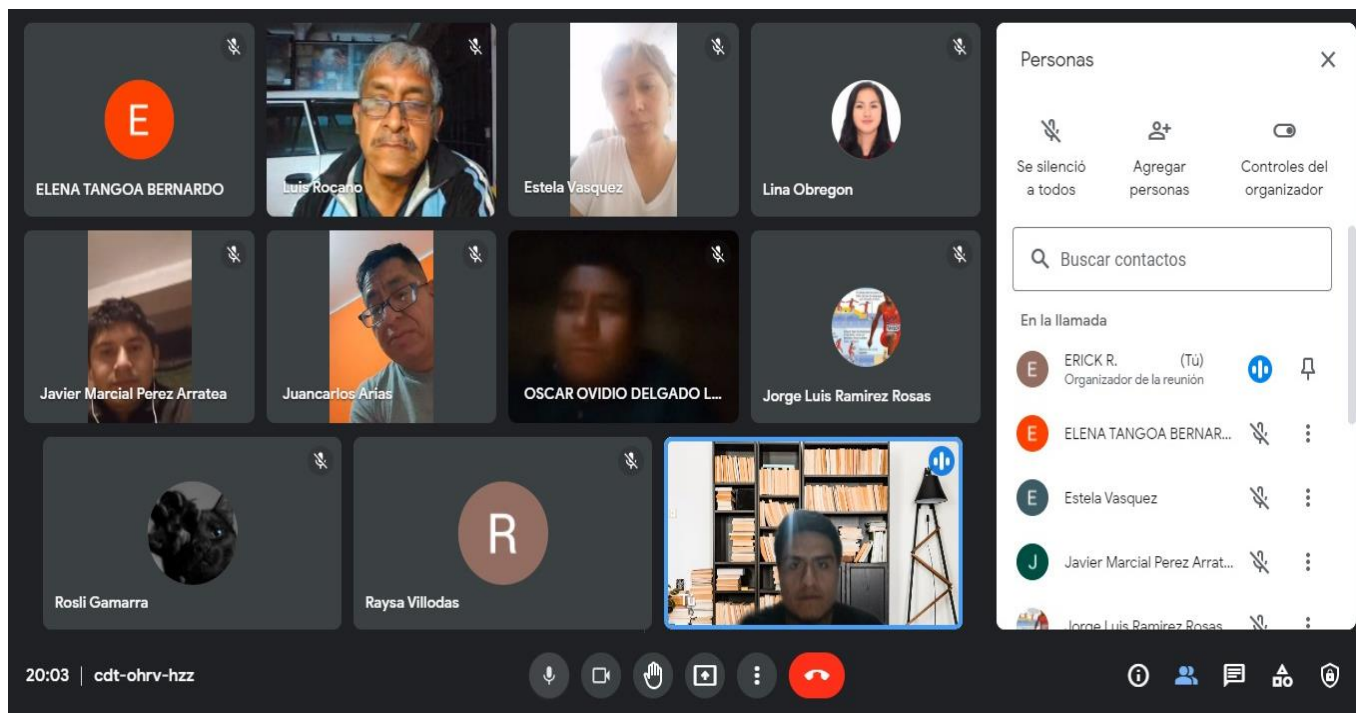 E
ELENA TANGOA BERNARDO
Luis Rocano
Estela Vasquez
Lina Obregon
Javier Marcial Perez Arratea
Juancarlos Arias
OSCAR OVIDIO DELGADO L...
Jorge Luis Ramirez Rosas
Rosli Gamarra
R
Raysa Villodas
Tú
20:03 | cdt-ohrv-hzz
Personas
Se silenció
a todos
Agregar
personas
Controles del
organizador
Buscar contactos
En la llamada
E
ERICK R. (Tú)
Organizador de la reunión
E
ELENA TANGOA BERNAR...
E
Estela Vasquez
J
Javier Marcial Perez Arrat...
Jorge Luis Ramirez Rosas